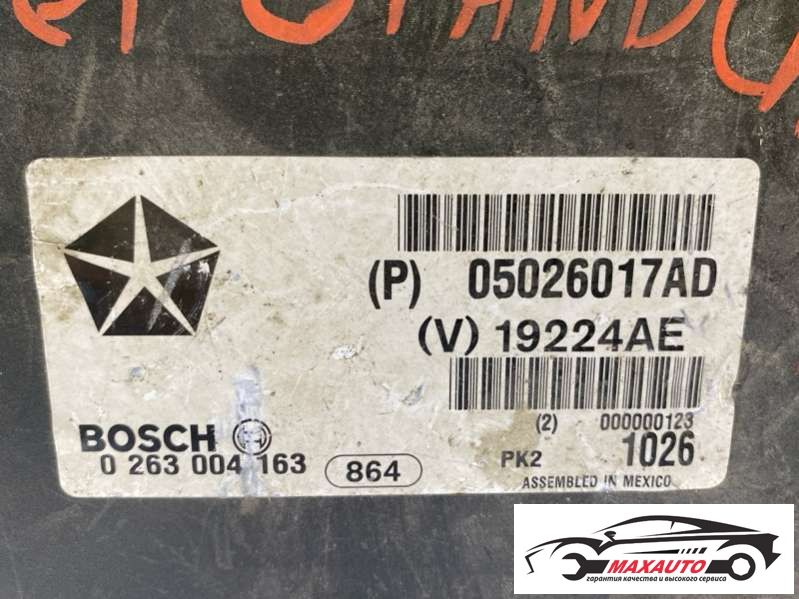 GRAND C
(P) 05026017AD
(V) 19224AE
(2) 000000123
BOSCH
PK2 1026
0 263 004 163 864
ASSEMBLED IN MEXICO
MAXAUTO
гарантия качества и высокого сервиса